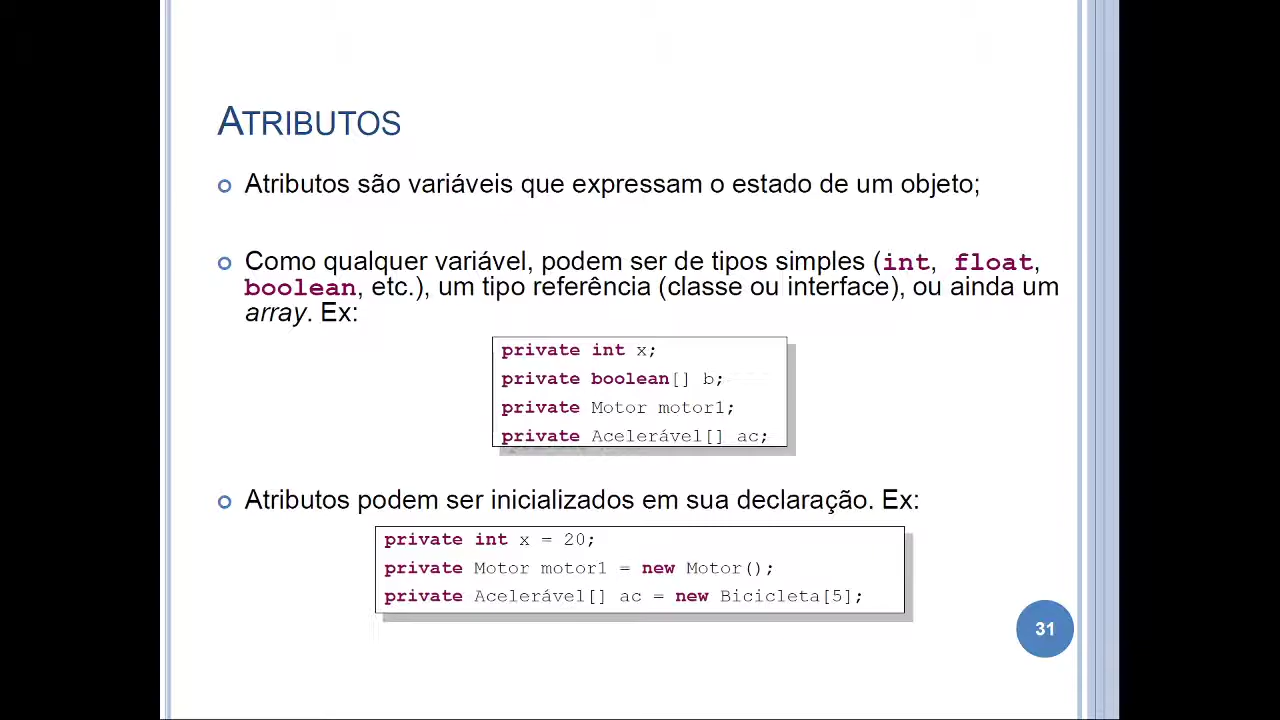 ATRIBUTOS
Atributos são variáveis que expressam o estado de um objeto;
Como qualquer variável, podem ser de tipos simples (int, float,
boolean, etc.), um tipo referência (classe ou interface), ou ainda um
array. Ex:
private int x;
private boolean[] b;
private Motor motor1;
private Acelerável[] ac;
Atributos podem ser inicializados em sua declaração. Ex:
private int x = 20;
private Motor motor1 = new Motor();
private Acelerável[] ac = new Bicicleta[5];
31